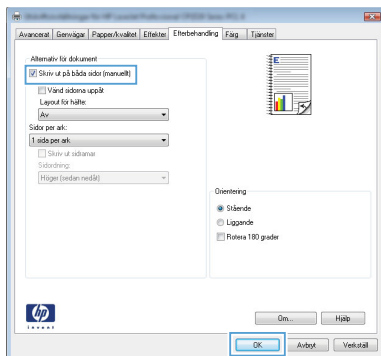 Avancerat Genvägar Papper/kvalitet Effekter Efterbehandling Färg Tjänster
Alternativ för dokument
Skriv ut på båda sidor (manuellt)
Vänd sidorna uppåt
Layout för häfte:
Av
Sidor per ark:
1 sida per ark
Skriv ut sidramar
Sidordning:
Höger (sedan nedåt)
E
Orientering
Stående
Liggande
Rotera 180 grader
hp
invent
Om... Hjälp
OK Avbryt Verkställ